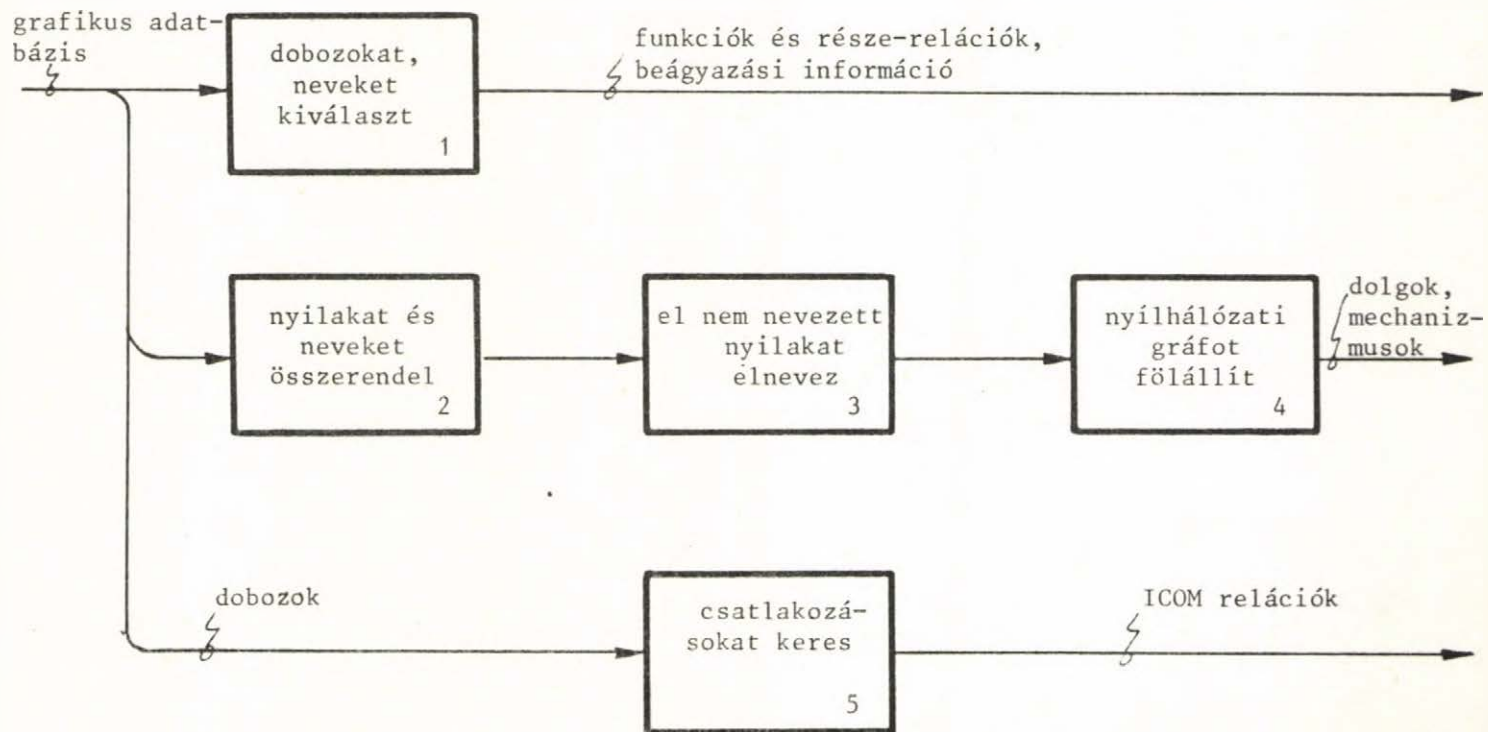 grafikus adat-
bázis
dobozokat,
neveket
kiválaszt
1
funkciók és része-relációk,
beágyazási információ
nyilakat és
neveket
összerendel
2
el nem nevezett
nyilakat
elnevez
3
nyílhálózati
gráfot
fölállít
4
dolgok,
mechaniz-
musok
dobozok
csatlakozá-
sokat keres
5
ICOM relációk